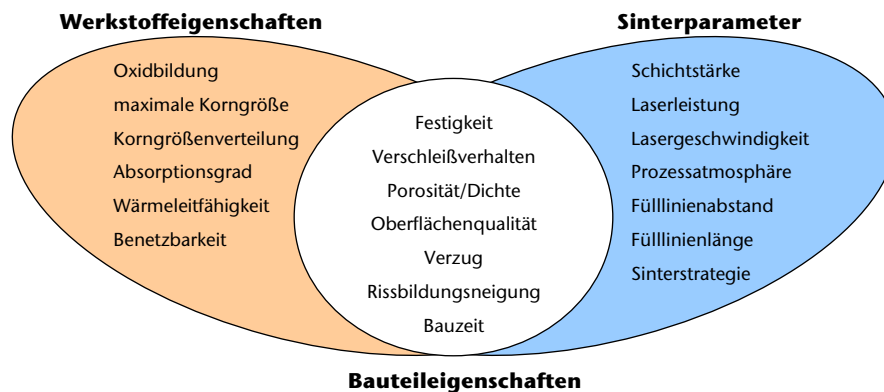 Werkstoffeigenschaften
Oxidbildung
maximale Korngröße
Korngrößenverteilung
Absorptionsgrad
Wärmeleitfähigkeit
Benetzbarkeit
Festigkeit
Verschleißverhalten
Porosität/Dichte
Oberflächenqualität
Verzug
Rissbildungsneigung
Bauzeit
Sinterparameter
Schichtstärke
Laserleistung
Lasergeschwindigkeit
Prozessatmosphäre
Fülllinienabstand
Fülllinienlänge
Sinterstrategie
Bauteileigenschaften